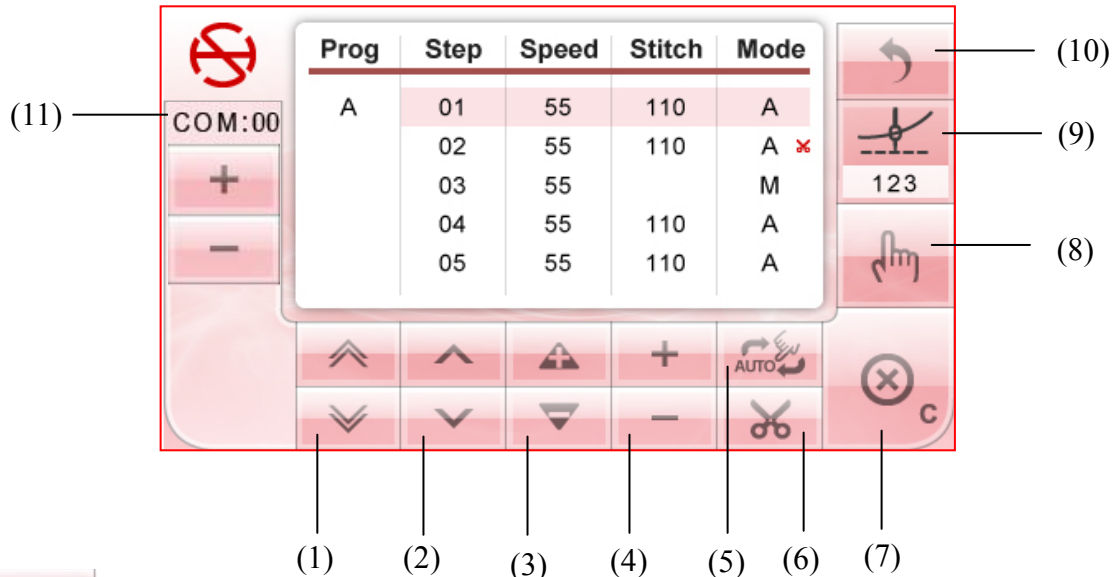 Prog Step Speed Stitch Mode
(10)
A 01 55 110 A
(11)
COM:00
02 55 110 A
(9)
03 55 M
123
04 55 110 A
(8)
05 55 110 A
AUTO
C
(1) (2) (3) (4) (5) (6) (7)